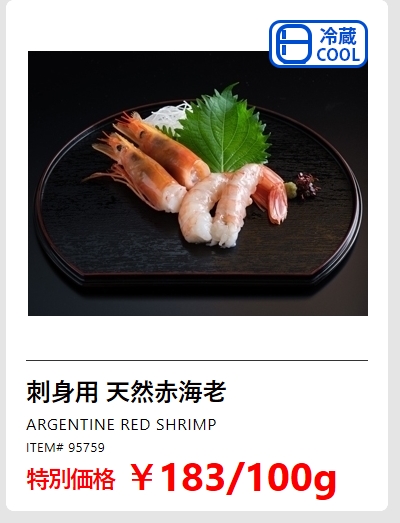 冷蔵
COOL
刺身用 天然赤海老
ARGENTINE RED SHRIMP
ITEM# 95759
特別価格 ￥183/100g